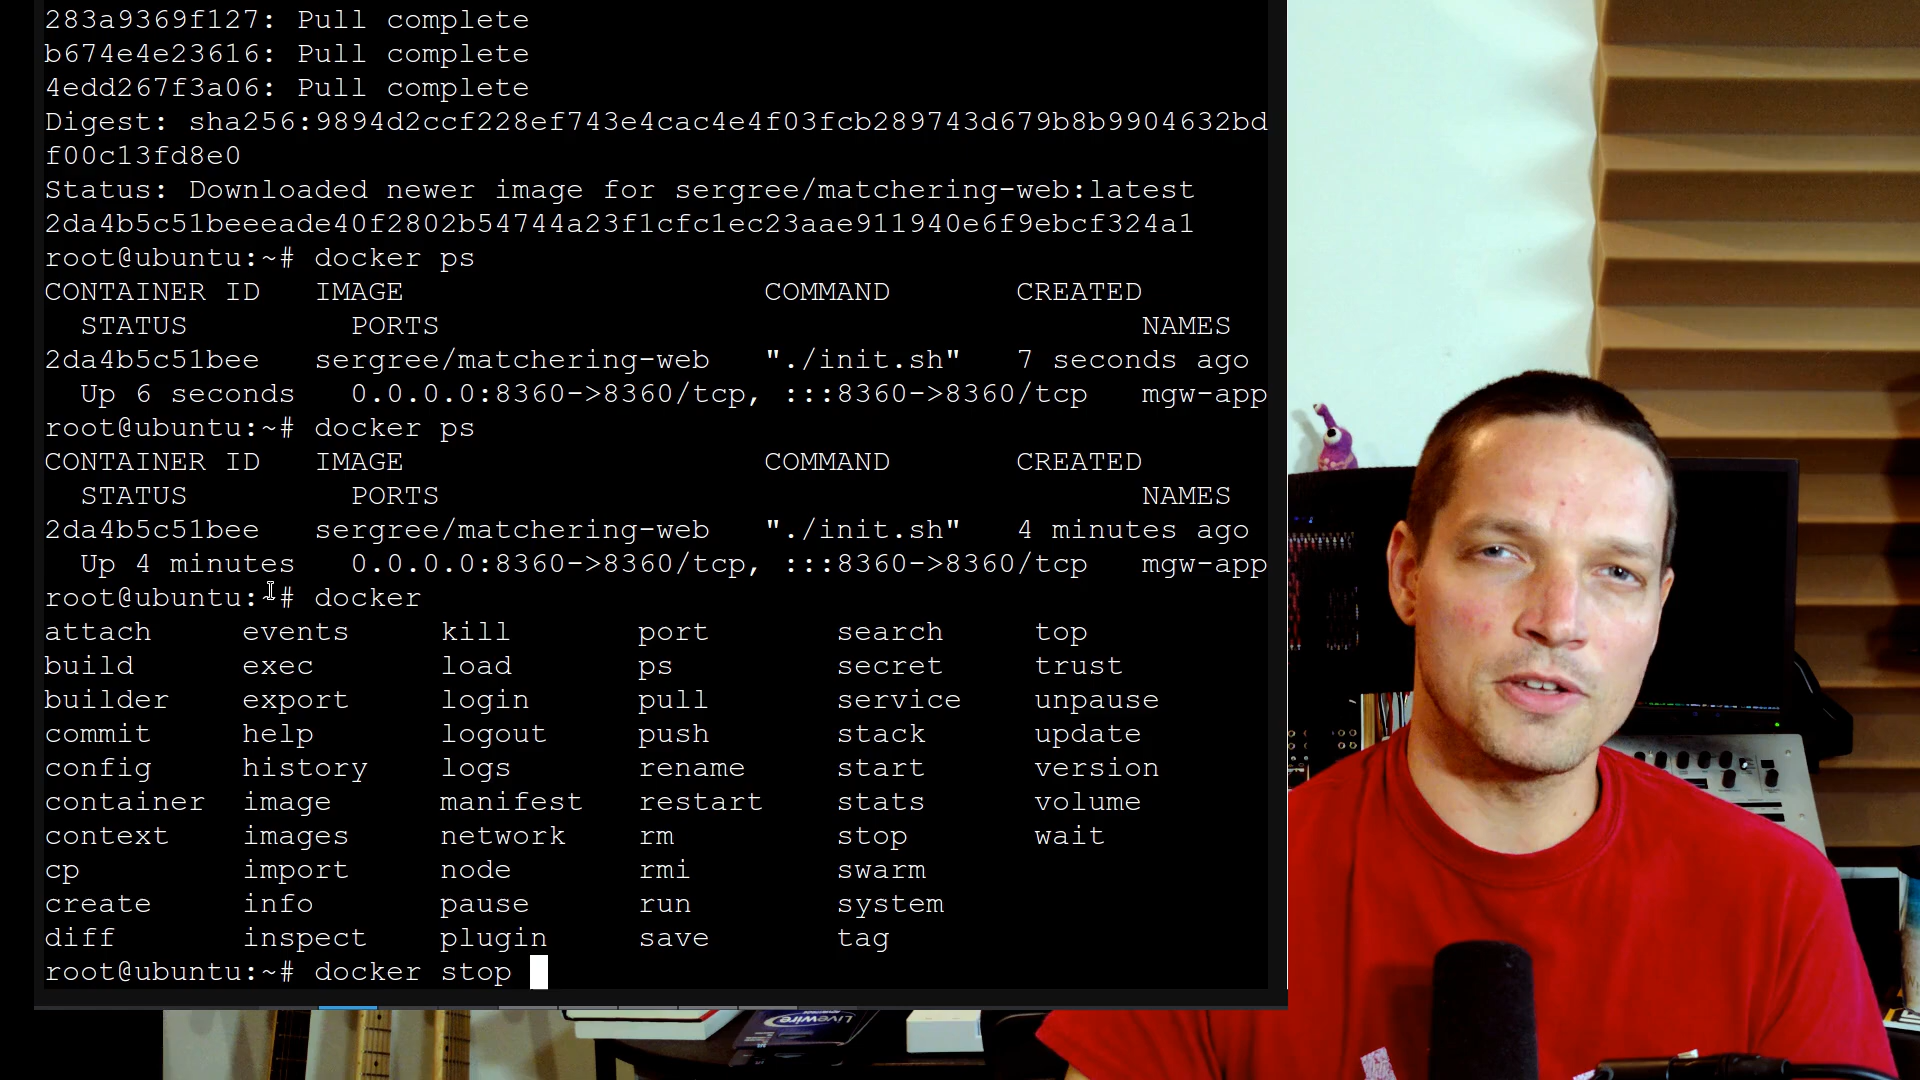 283a9369f127: Pull complete
b674e4e23616: Pull complete
4edd267f3a06: Pull complete
Digest: sha256:9894d2ccf228ef743e4cac4e4f03fcb289743d679b8b9904632bd
f00c13fd8e0
Status: Downloaded newer image for sergree/matchering-web:latest
2da4b5c51beeeade40f2802b54744a23f1cfc1ec23aae911940e6f9ebcf324a1
root@ubuntu:~# docker ps
CONTAINER ID   IMAGE                    COMMAND       CREATED
  STATUS         PORTS                                       NAMES
2da4b5c51bee   sergree/matchering-web   "./init.sh"   7 seconds ago
  Up 6 seconds   0.0.0.0:8360->8360/tcp, :::8360->8360/tcp   mgw-app
root@ubuntu:~# docker ps
CONTAINER ID   IMAGE                    COMMAND       CREATED
  STATUS         PORTS                                       NAMES
2da4b5c51bee   sergree/matchering-web   "./init.sh"   4 minutes ago
  Up 4 minutes   0.0.0.0:8360->8360/tcp, :::8360->8360/tcp   mgw-app
root@ubuntu:~# docker
attach     events     kill       port       search     top
build      exec       load       ps         secret     trust
builder    export     login      pull       service    unpause
commit     help       logout     push       stack      update
config     history    logs       rename     start      version
container  image      manifest   restart    stats      volume
context    images     network    rm         stop       wait
cp         import     node       rmi        swarm
create     info       pause      run        system
diff       inspect    plugin     save       tag
root@ubuntu:~# docker stop
Livewire